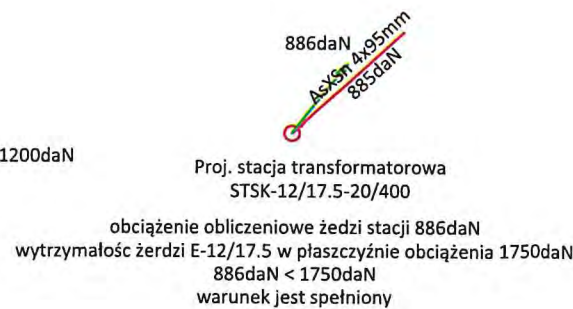 886daN
AsXSn 4x95mm
885daN
1200daN
Proj. stacja transformatorowa
STSK-12/17.5-20/400
obciążenie obliczeniowe żedzi stacji 886daN
wytrzymałośc żerdzi E-12/17.5 w płaszczyźnie obciążenia 1750daN
886daN < 1750daN
warunek jest spełniony